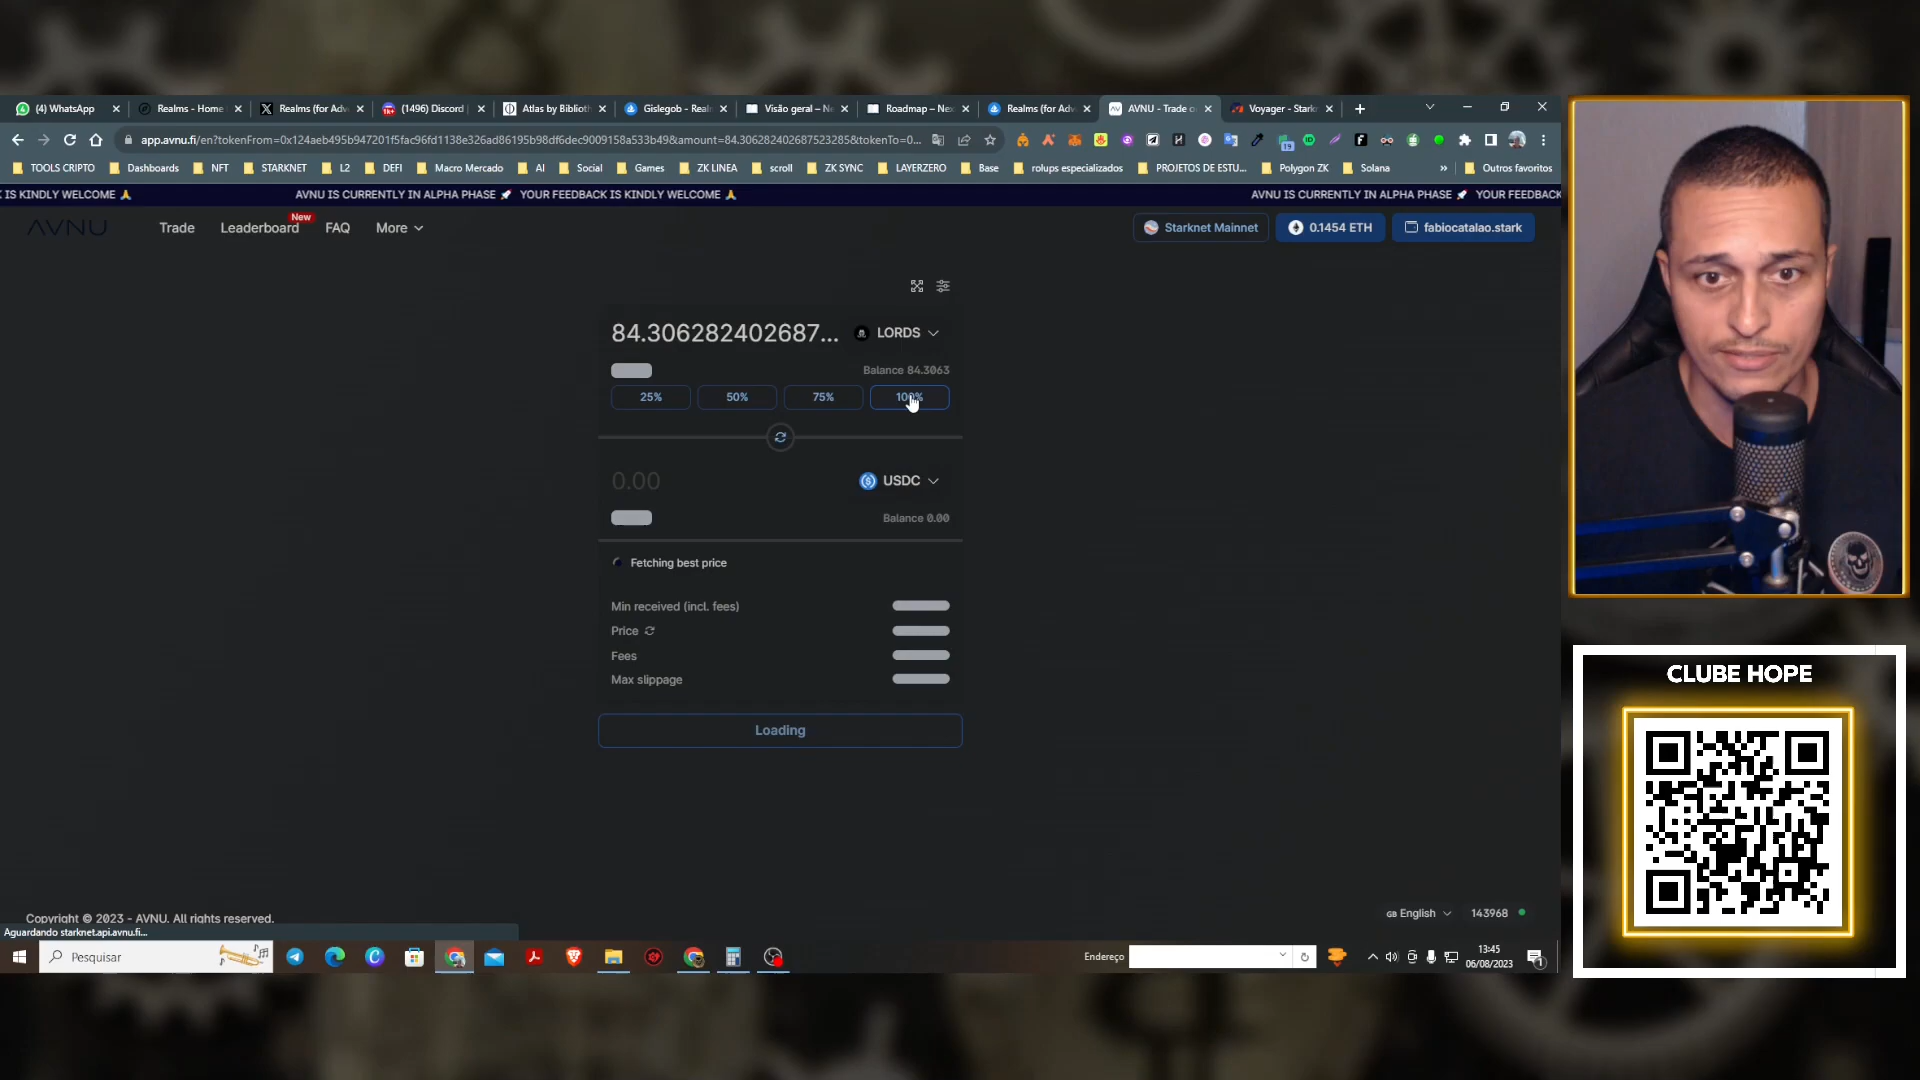 (4) WhatsApp
Realms - Home
Realms (for Adv
(1496) Discord
Atlas by Biblioth
Gislegob - Real
Visão geral – Ne
Roadmap – Nex
Realms (for Adv
AVNU - Trade o
Voyager - Starkn
app.avnu.fi/en?tokenFrom=0x124aeb495b947201f5fac96fd1138e326ad86195b98df6dec9009158a533b49&amount=84.306282402687523285&tokenTo=0...
TOOLS CRIPTO
Dashboards
NFT
STARKNET
L2
DEFI
Macro Mercado
AI
Social
Games
ZK LINEA
scroll
ZK SYNC
LAYERZERO
Base
rolups especializados
PROJETOS DE ESTU...
Polygon ZK
Solana
»
Outros favoritos
K IS KINDLY WELCOME 🙏 AVNU IS CURRENTLY IN ALPHA PHASE 🚀 YOUR FEEDBACK IS KINDLY WELCOME 🙏 AVNU IS CURRENTLY IN ALPHA PHASE 🚀 YOUR FEEDBACK
AVNU
Trade
Leaderboard
New
FAQ
More
Starknet Mainnet
0.1454 ETH
fabiocatalao.stark
84.306282402687...
LORDS
Balance 84.3063
25%
50%
75%
100%
0.00
USDC
Balance 0.00
Fetching best price
Min received (incl. fees)
Price
Fees
Max slippage
Loading
Copyright © 2023 - AVNU. All rights reserved.
GB English
143968
Aguardando starknet.api.avnu.fi...
Pesquisar
Endereço
13:45
06/08/2023
1
CLUBE HOPE